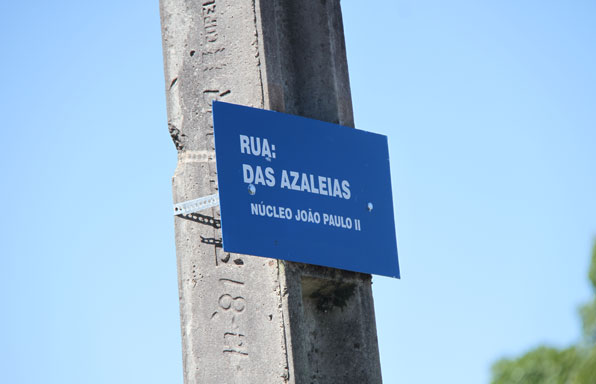 RUA:
DAS AZALEIAS
NÚCLEO JOÃO PAULO II